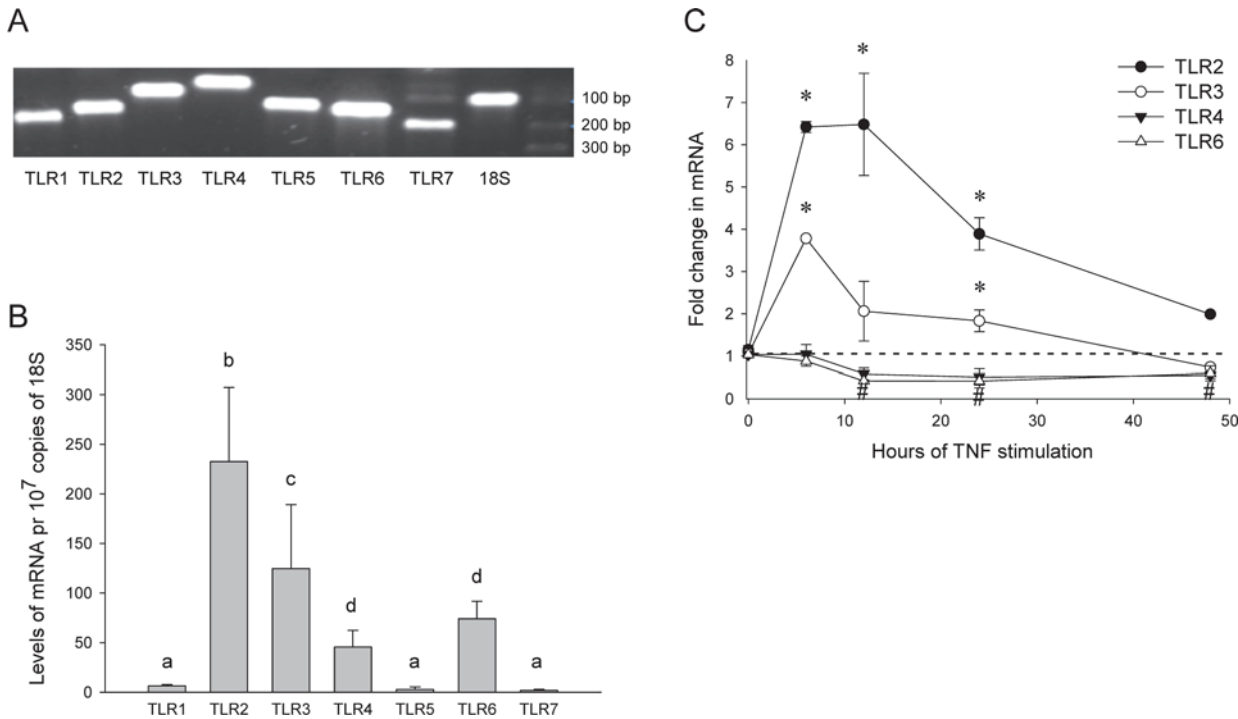 A
100 bp
200 bp
300 bp
TLR1 TLR2 TLR3 TLR4 TLR5 TLR6 TLR7 18S
B
Levels of mRNA pr 10⁷ copies of 18S
350
300
250
200
150
100
50
0
a b c d a d a
TLR1 TLR2 TLR3 TLR4 TLR5 TLR6 TLR7
C
Fold change in mRNA
8
7
6
5
4
3
2
1
0
* * *
* *
# # #
0 10 20 30 40 50
Hours of TNF stimulation
TLR2
TLR3
TLR4
TLR6